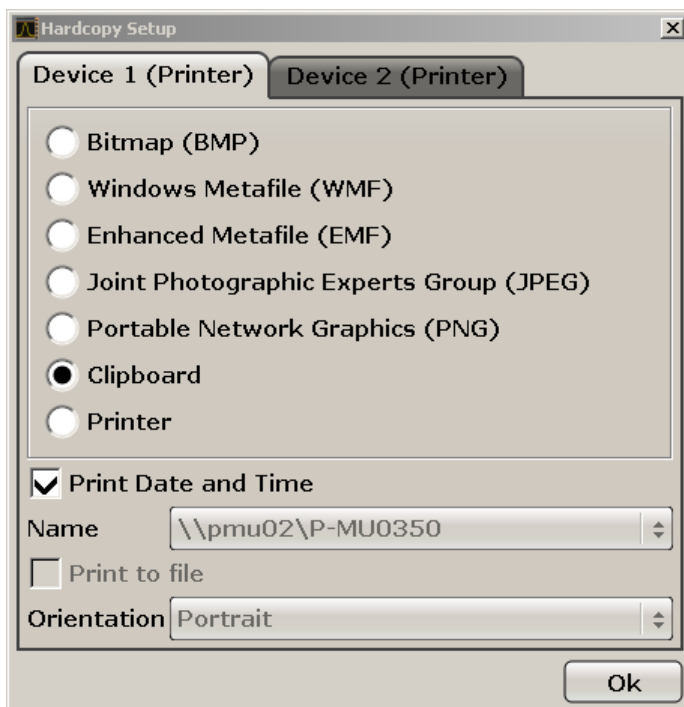 Hardcopy Setup
Device 1 (Printer)
Device 2 (Printer)
Bitmap (BMP)
Windows Metafile (WMF)
Enhanced Metafile (EMF)
Joint Photographic Experts Group (JPEG)
Portable Network Graphics (PNG)
Clipboard
Printer
Print Date and Time
Name \\pmu02\P-MU0350
Print to file
Orientation Portrait
Ok